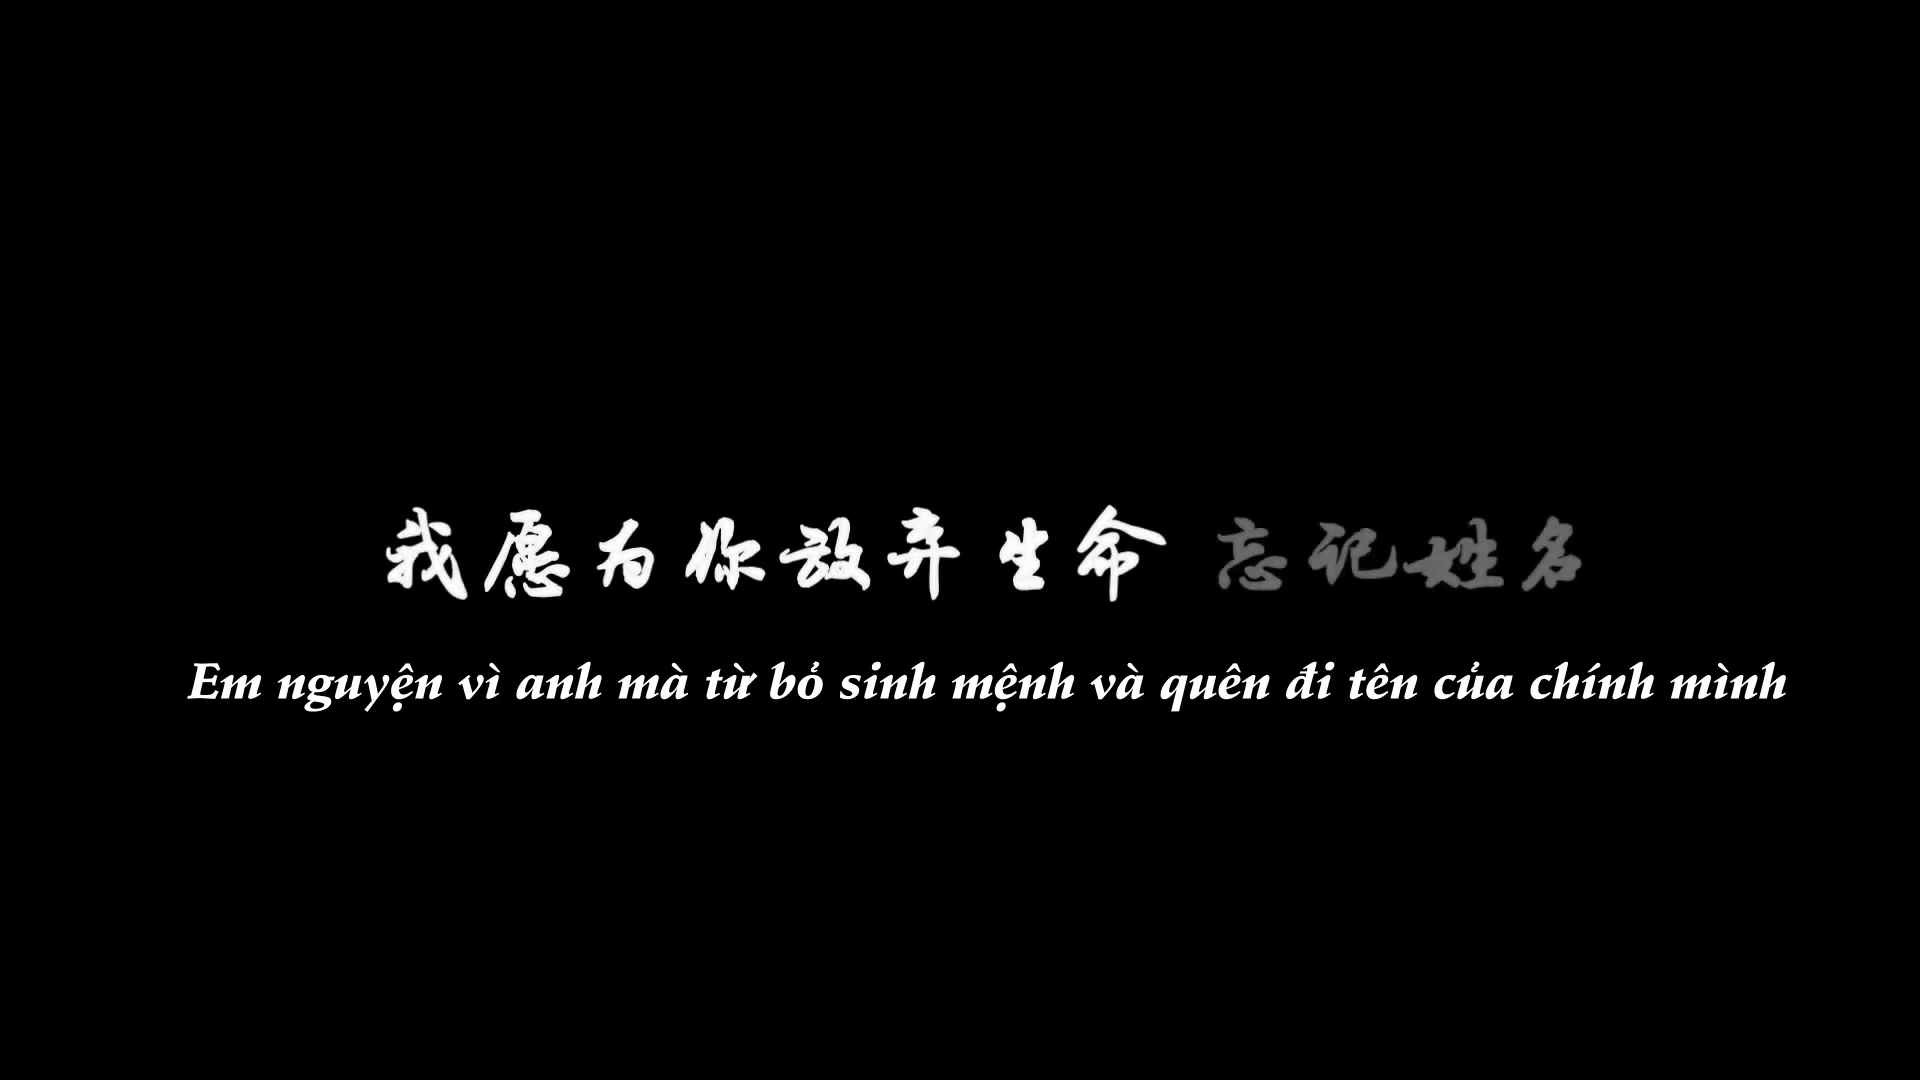 我愿为你放弃生命 忘记姓名
Em nguyện vì anh mà từ bỏ sinh mệnh và quên đi tên của chính mình